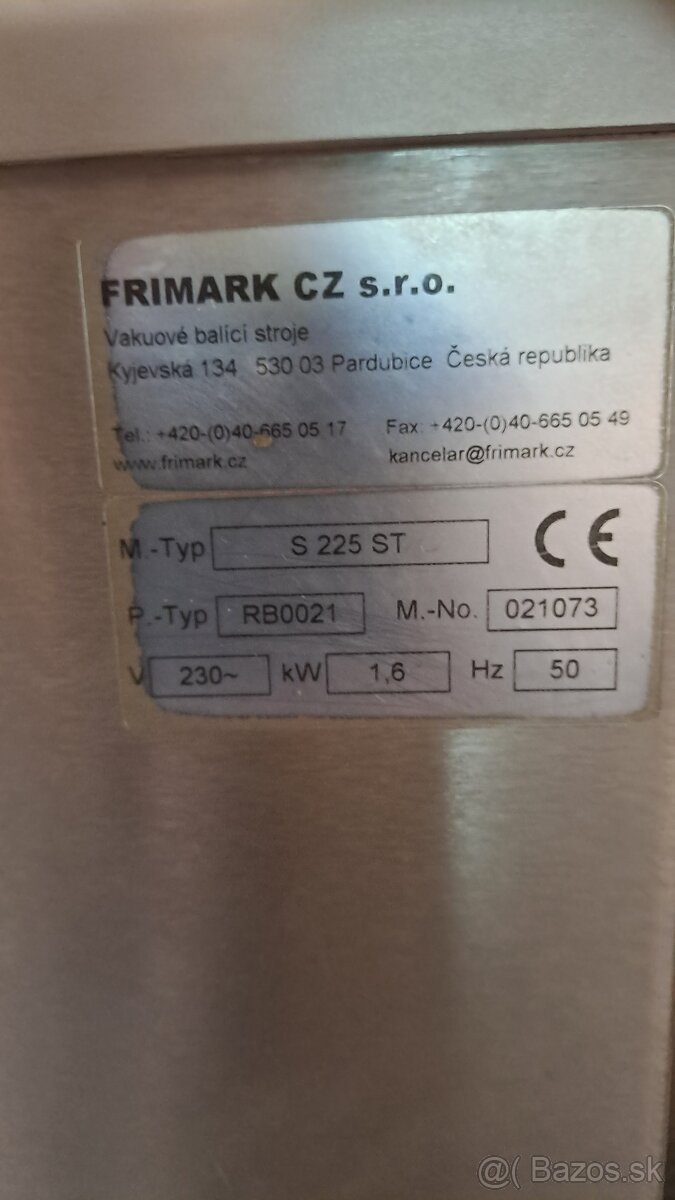 FRIMARK CZ s.r.o.
Vakuové balící stroje
Kyjevská 134 530 03 Pardubice Česká republika
Tel.: +420-(0)40-665 05 17 Fax: +420-(0)40-665 05 49
www.frimark.cz kancelar@frimark.cz
M.-Typ S 225 ST CE
P.-Typ RB0021 M.-No. 021073
V 230~ kW 1,6 Hz 50
@( Bazos.sk